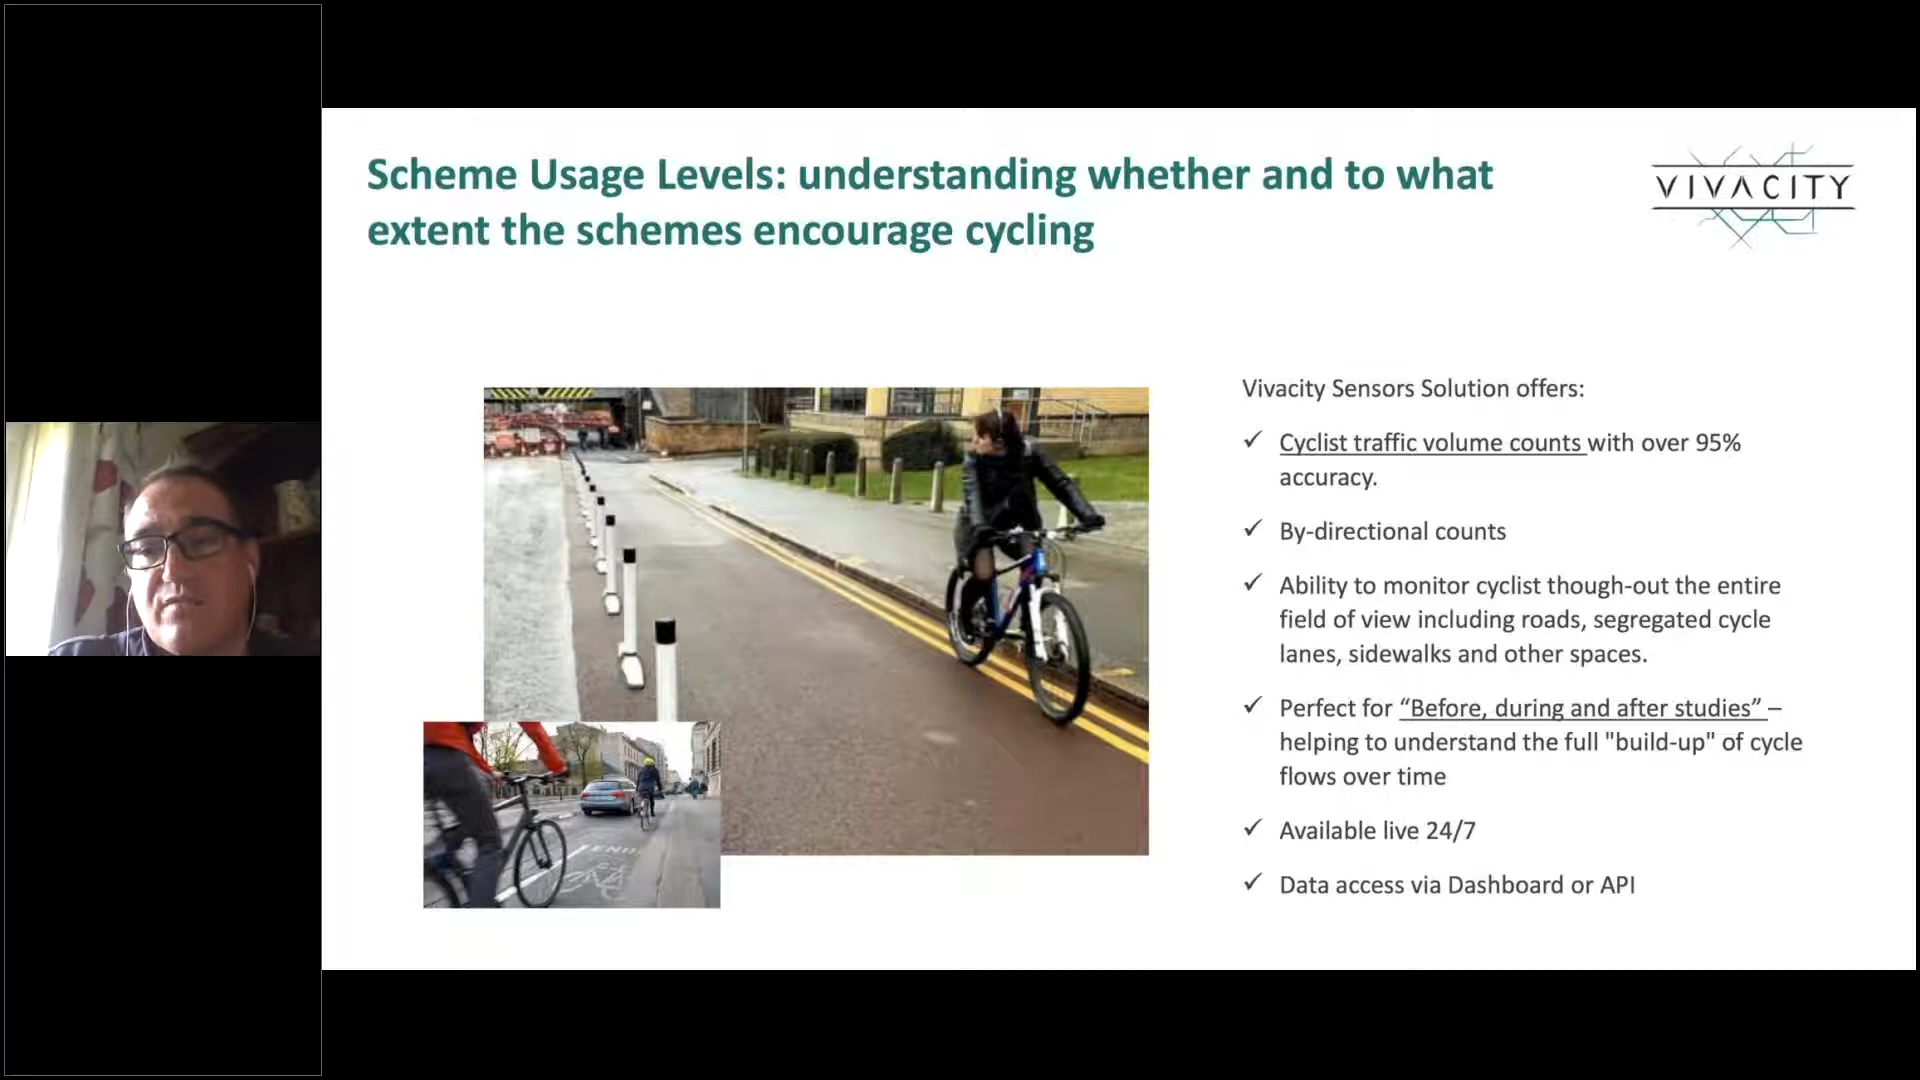 Scheme Usage Levels: understanding whether and to what
extent the schemes encourage cycling
VIVACITY
Vivacity Sensors Solution offers:
✓ Cyclist traffic volume counts with over 95%
accuracy.
✓ By-directional counts
✓ Ability to monitor cyclist though-out the entire
field of view including roads, segregated cycle
lanes, sidewalks and other spaces.
✓ Perfect for “Before, during and after studies” –
helping to understand the full "build-up" of cycle
flows over time
✓ Available live 24/7
✓ Data access via Dashboard or API
END